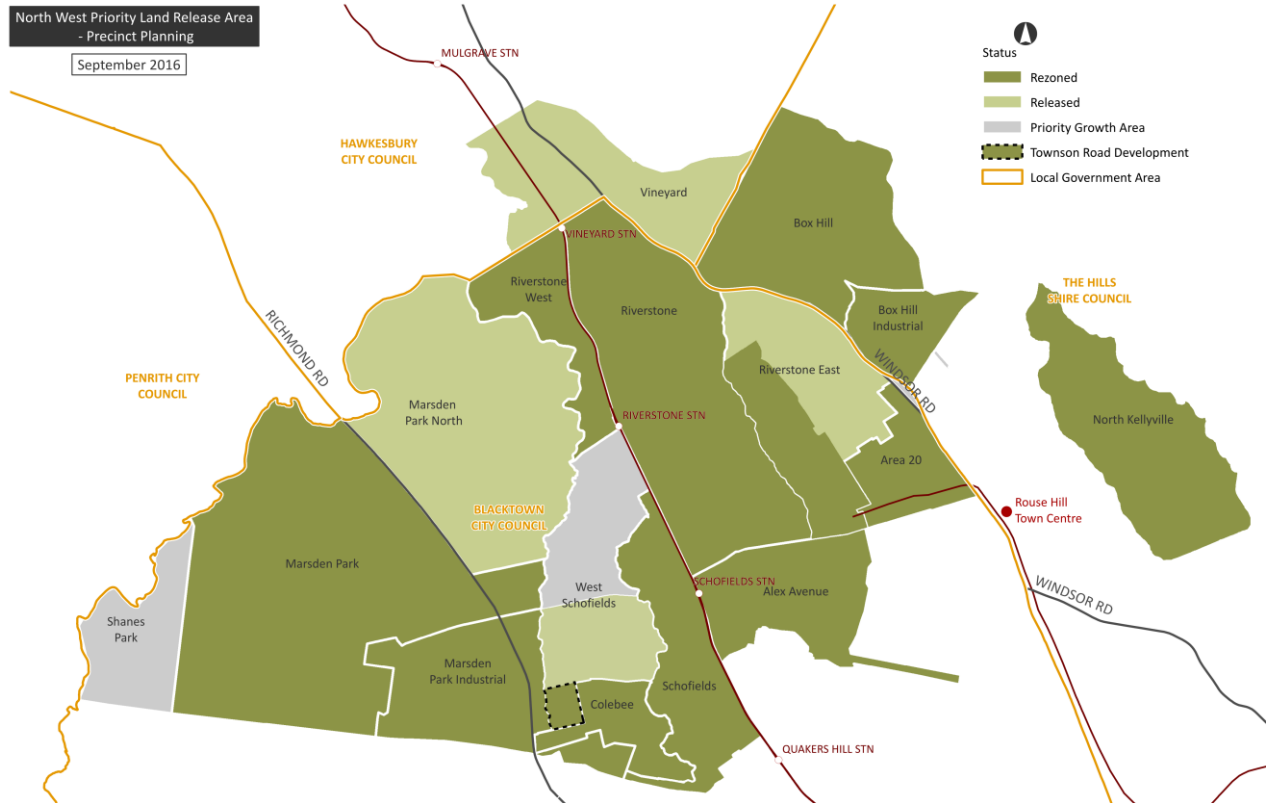 North West Priority Land Release Area
- Precinct Planning
September 2016
Status
Rezoned
Released
Priority Growth Area
Townson Road Development
Local Government Area
MULGRAVE STN
HAWKESBURY
CITY COUNCIL
Vineyard
Box Hill
VINEYARD STN
Riverstone
West
Riverstone
THE HILLS
SHIRE COUNCIL
Box Hill
Industrial
RICHMOND RD
WINDSOR RD
Riverstone East
PENRITH CITY
COUNCIL
Marsden
Park North
RIVERSTONE STN
North Kellyville
Area 20
BLACKTOWN
CITY COUNCIL
Rouse Hill
Town Centre
Marsden Park
West
Schofields
SCHOFIELDS STN
Alex Avenue
WINDSOR RD
Shanes
Park
Marsden
Park Industrial
Schofields
Colebee
QUAKERS HILL STN